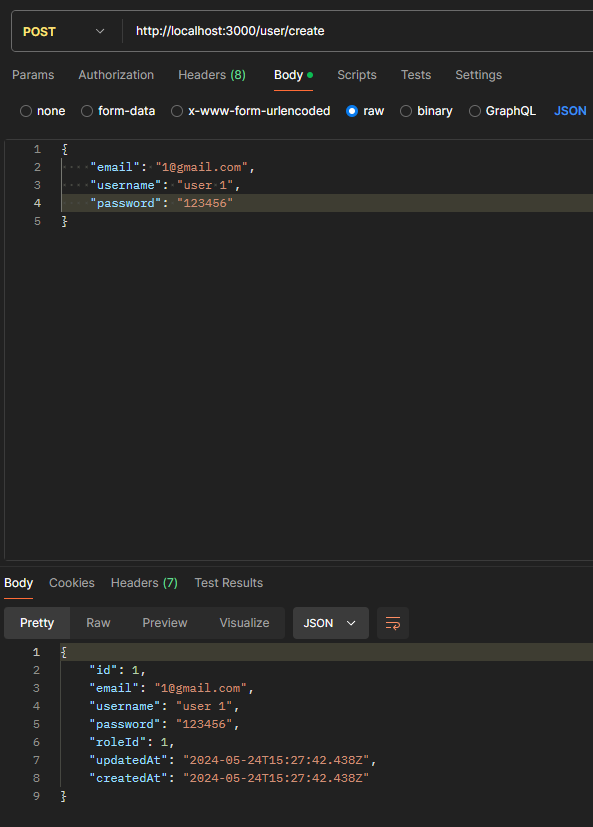 POST http://localhost:3000/user/create
Params Authorization Headers (8) Body Scripts Tests Settings
none form-data x-www-form-urlencoded raw binary GraphQL JSON
1 {
2 ····"email":·"1@gmail.com",
3 ····"username":·"user·1",
4 ····"password":·"123456"
5 }
Body Cookies Headers (7) Test Results
Pretty Raw Preview Visualize JSON
1 {
2 "id": 1,
3 "email": "1@gmail.com",
4 "username": "user 1",
5 "password": "123456",
6 "roleId": 1,
7 "updatedAt": "2024-05-24T15:27:42.438Z",
8 "createdAt": "2024-05-24T15:27:42.438Z"
9 }